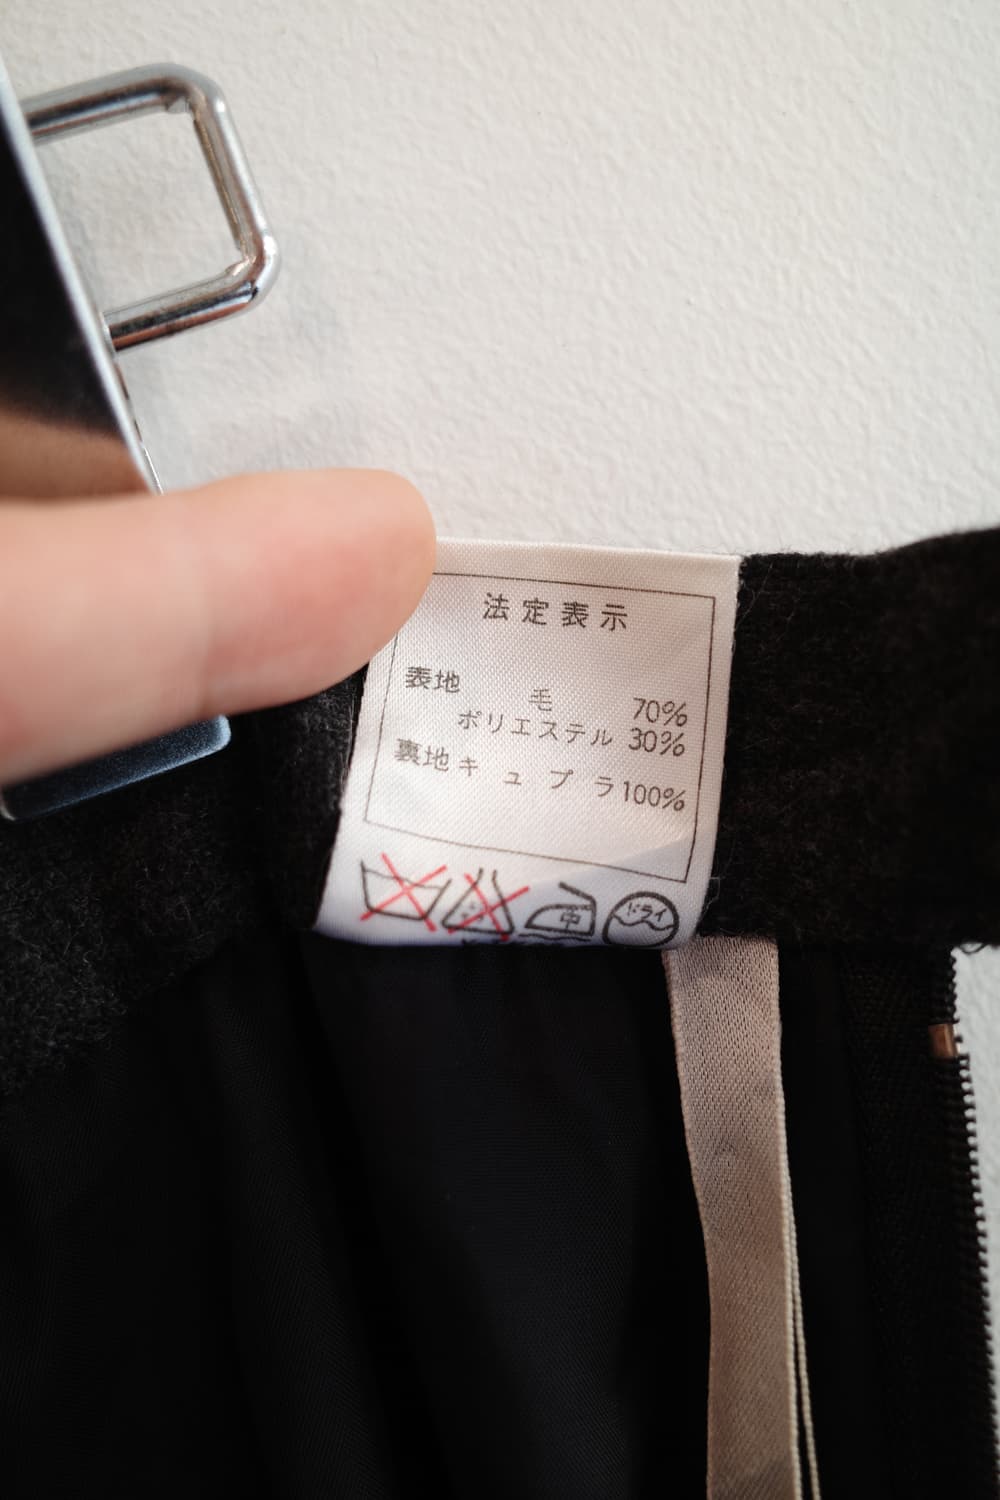 法定表示
表地 毛 70%
ポリエステル 30%
裏地 キュプラ 100%
中 ドライ